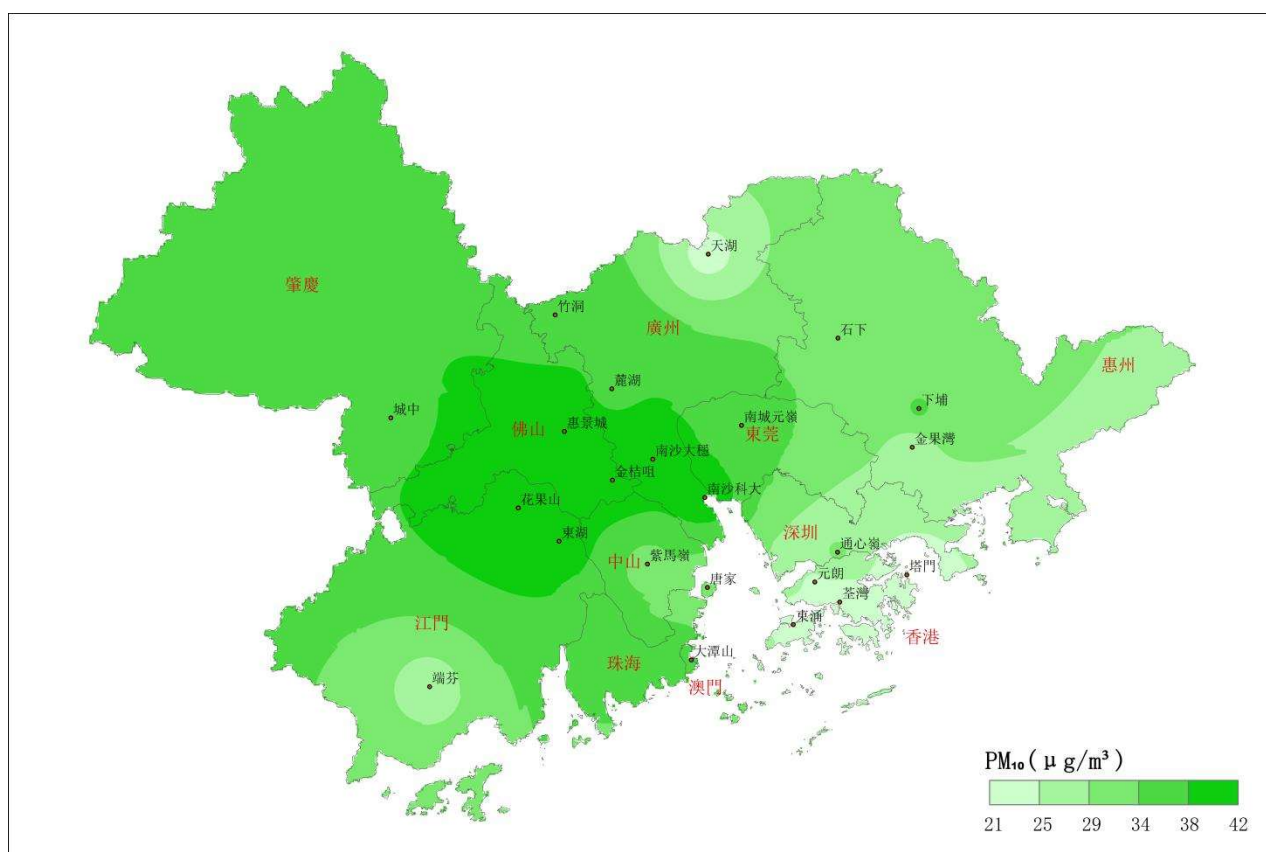 天湖
肇慶
竹洞
廣州
石下
惠州
麓湖
下埔
城中
南城元嶺
佛山
惠景城
東莞
金果灣
南沙大稳
金桔咀
南沙科大
花果山
深圳
東湖
通心嶺
中山
紫馬嶺
塔門
元朗
唐家
荃灣
江門
東涌
香港
珠海
大潭山
端芬
澳門
PM₁₀(μg/m³)
21 25 29 34 38 42